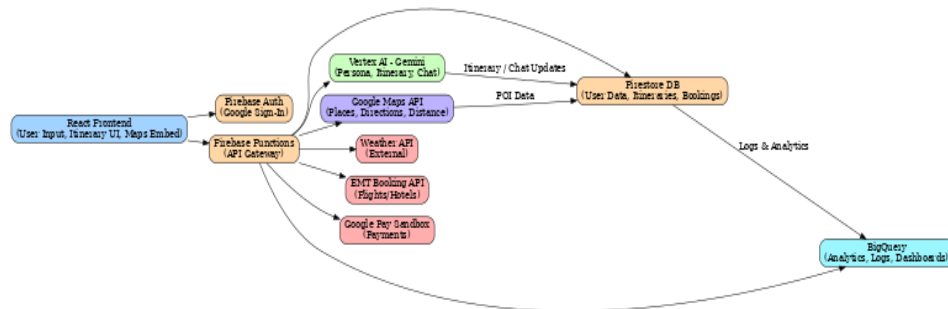 React Frontend
(User Input, Itinerary UI, Maps Embed)
Firebase Auth
(Google Sign-In)
Firebase Functions
(API Gateway)
Vertex AI - Gemini
(Persona, Itinerary, Chat)
Google Maps API
(Places, Directions, Distance)
Weather API
(External)
EMT Booking API
(Flights/Hotels)
Google Pay Sandbox
(Payments)
Itinerary / Chat Updates
POI Data
Firestore DB
(User Data, Itineraries, Bookings)
Logs & Analytics
BigQuery
(Analytics, Logs, Dashboards)